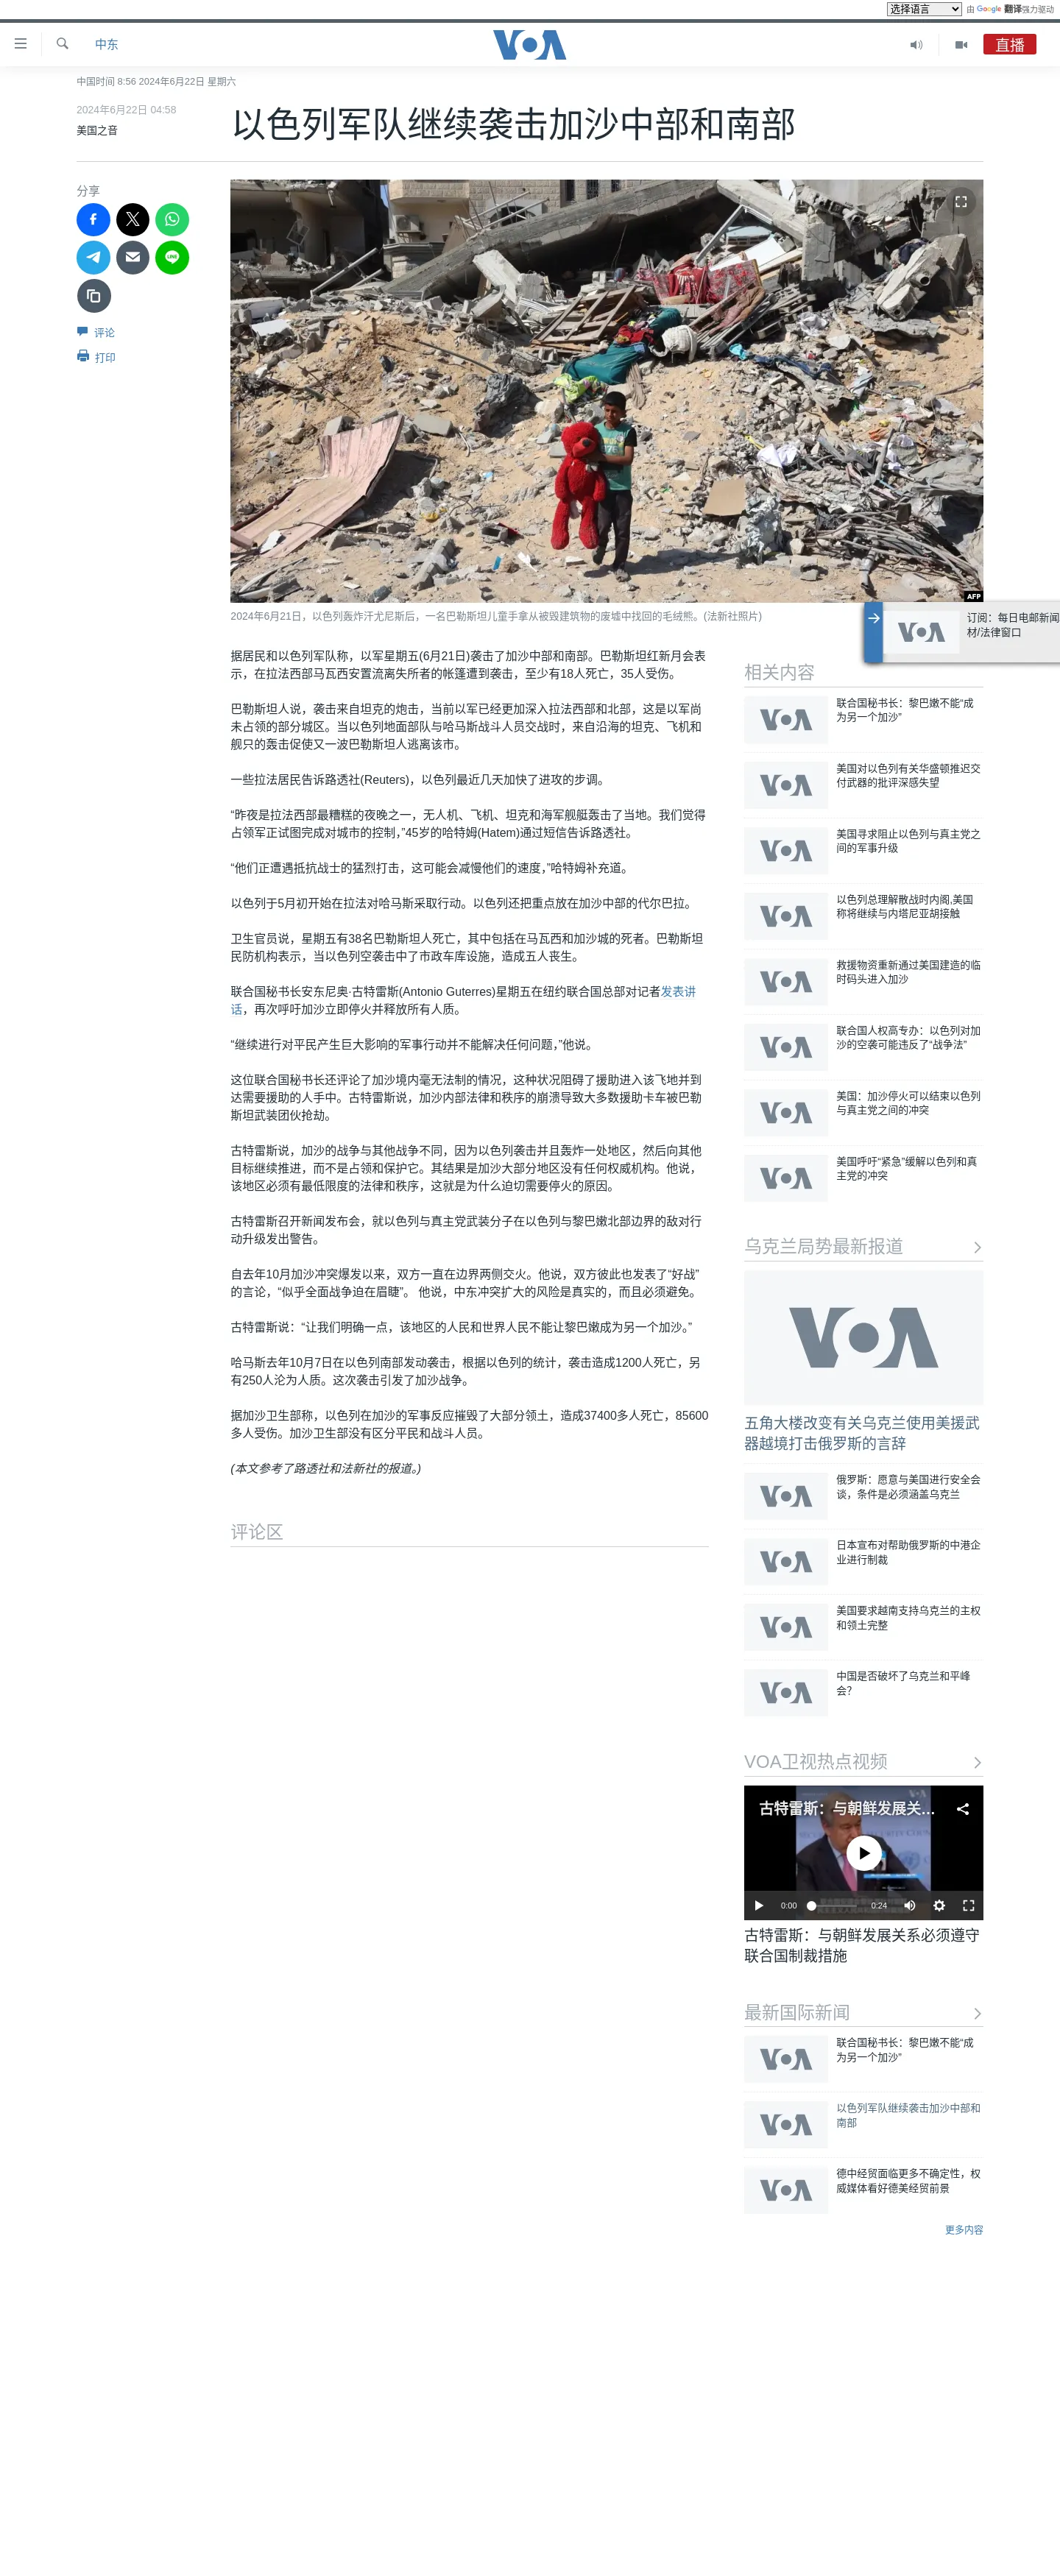 选择语言
由 Google 翻译强力驱动
中东
VOA
直播
中国时间 8:56 2024年6月22日 星期六
2024年6月22日 04:58
美国之音
以色列军队继续袭击加沙中部和南部
分享
评论
打印
AFP
2024年6月21日，以色列轰炸汗尤尼斯后，一名巴勒斯坦儿童手拿从被毁建筑物的废墟中找回的毛绒熊。(法新社照片)
VOA
订阅：每日电邮新闻
材/法律窗口
据居民和以色列军队称，以军星期五(6月21日)袭击了加沙中部和南部。巴勒斯坦红新月会表
示，在拉法西部马瓦西安置流离失所者的帐篷遭到袭击，至少有18人死亡，35人受伤。
巴勒斯坦人说，袭击来自坦克的炮击，当前以军已经更加深入拉法西部和北部，这是以军尚
未占领的部分城区。当以色列地面部队与哈马斯战斗人员交战时，来自沿海的坦克、飞机和
舰只的轰击促使又一波巴勒斯坦人逃离该市。
一些拉法居民告诉路透社(Reuters)，以色列最近几天加快了进攻的步调。
“昨夜是拉法西部最糟糕的夜晚之一，无人机、飞机、坦克和海军舰艇轰击了当地。我们觉得
占领军正试图完成对城市的控制，”45岁的哈特姆(Hatem)通过短信告诉路透社。
“他们正遭遇抵抗战士的猛烈打击，这可能会减慢他们的速度，”哈特姆补充道。
以色列于5月初开始在拉法对哈马斯采取行动。以色列还把重点放在加沙中部的代尔巴拉。
卫生官员说，星期五有38名巴勒斯坦人死亡，其中包括在马瓦西和加沙城的死者。巴勒斯坦
民防机构表示，当以色列空袭击中了市政车库设施，造成五人丧生。
联合国秘书长安东尼奥·古特雷斯(Antonio Guterres)星期五在纽约联合国总部对记者发表讲
话，再次呼吁加沙立即停火并释放所有人质。
“继续进行对平民产生巨大影响的军事行动并不能解决任何问题，”他说。
这位联合国秘书长还评论了加沙境内毫无法制的情况，这种状况阻碍了援助进入该飞地并到
达需要援助的人手中。古特雷斯说，加沙内部法律和秩序的崩溃导致大多数援助卡车被巴勒
斯坦武装团伙抢劫。
古特雷斯说，加沙的战争与其他战争不同，因为以色列袭击并且轰炸一处地区，然后向其他
目标继续推进，而不是占领和保护它。其结果是加沙大部分地区没有任何权威机构。他说，
该地区必须有最低限度的法律和秩序，这就是为什么迫切需要停火的原因。
古特雷斯召开新闻发布会，就以色列与真主党武装分子在以色列与黎巴嫩北部边界的敌对行
动升级发出警告。
自去年10月加沙冲突爆发以来，双方一直在边界两侧交火。他说，双方彼此也发表了“好战”
的言论，“似乎全面战争迫在眉睫”。 他说，中东冲突扩大的风险是真实的，而且必须避免。
古特雷斯说：“让我们明确一点，该地区的人民和世界人民不能让黎巴嫩成为另一个加沙。”
哈马斯去年10月7日在以色列南部发动袭击，根据以色列的统计，袭击造成1200人死亡，另
有250人沦为人质。这次袭击引发了加沙战争。
据加沙卫生部称，以色列在加沙的军事反应摧毁了大部分领土，造成37400多人死亡，85600
多人受伤。加沙卫生部没有区分平民和战斗人员。
(本文参考了路透社和法新社的报道。)
评论区
相关内容
VOA
联合国秘书长：黎巴嫩不能“成
为另一个加沙”
VOA
美国对以色列有关华盛顿推迟交
付武器的批评深感失望
VOA
美国寻求阻止以色列与真主党之
间的军事升级
VOA
以色列总理解散战时内阁,美国
称将继续与内塔尼亚胡接触
VOA
救援物资重新通过美国建造的临
时码头进入加沙
VOA
联合国人权高专办：以色列对加
沙的空袭可能违反了“战争法”
VOA
美国：加沙停火可以结束以色列
与真主党之间的冲突
VOA
美国呼吁“紧急”缓解以色列和真
主党的冲突
乌克兰局势最新报道
VOA
五角大楼改变有关乌克兰使用美援武
器越境打击俄罗斯的言辞
VOA
俄罗斯：愿意与美国进行安全会
谈，条件是必须涵盖乌克兰
VOA
日本宣布对帮助俄罗斯的中港企
业进行制裁
VOA
美国要求越南支持乌克兰的主权
和领土完整
VOA
中国是否破坏了乌克兰和平峰
会？
VOA卫视热点视频
古特雷斯：与朝鲜发展关...
0:00
0:24
古特雷斯：与朝鲜发展关系必须遵守
联合国制裁措施
最新国际新闻
VOA
联合国秘书长：黎巴嫩不能“成
为另一个加沙”
VOA
以色列军队继续袭击加沙中部和
南部
VOA
德中经贸面临更多不确定性，权
威媒体看好德美经贸前景
更多内容